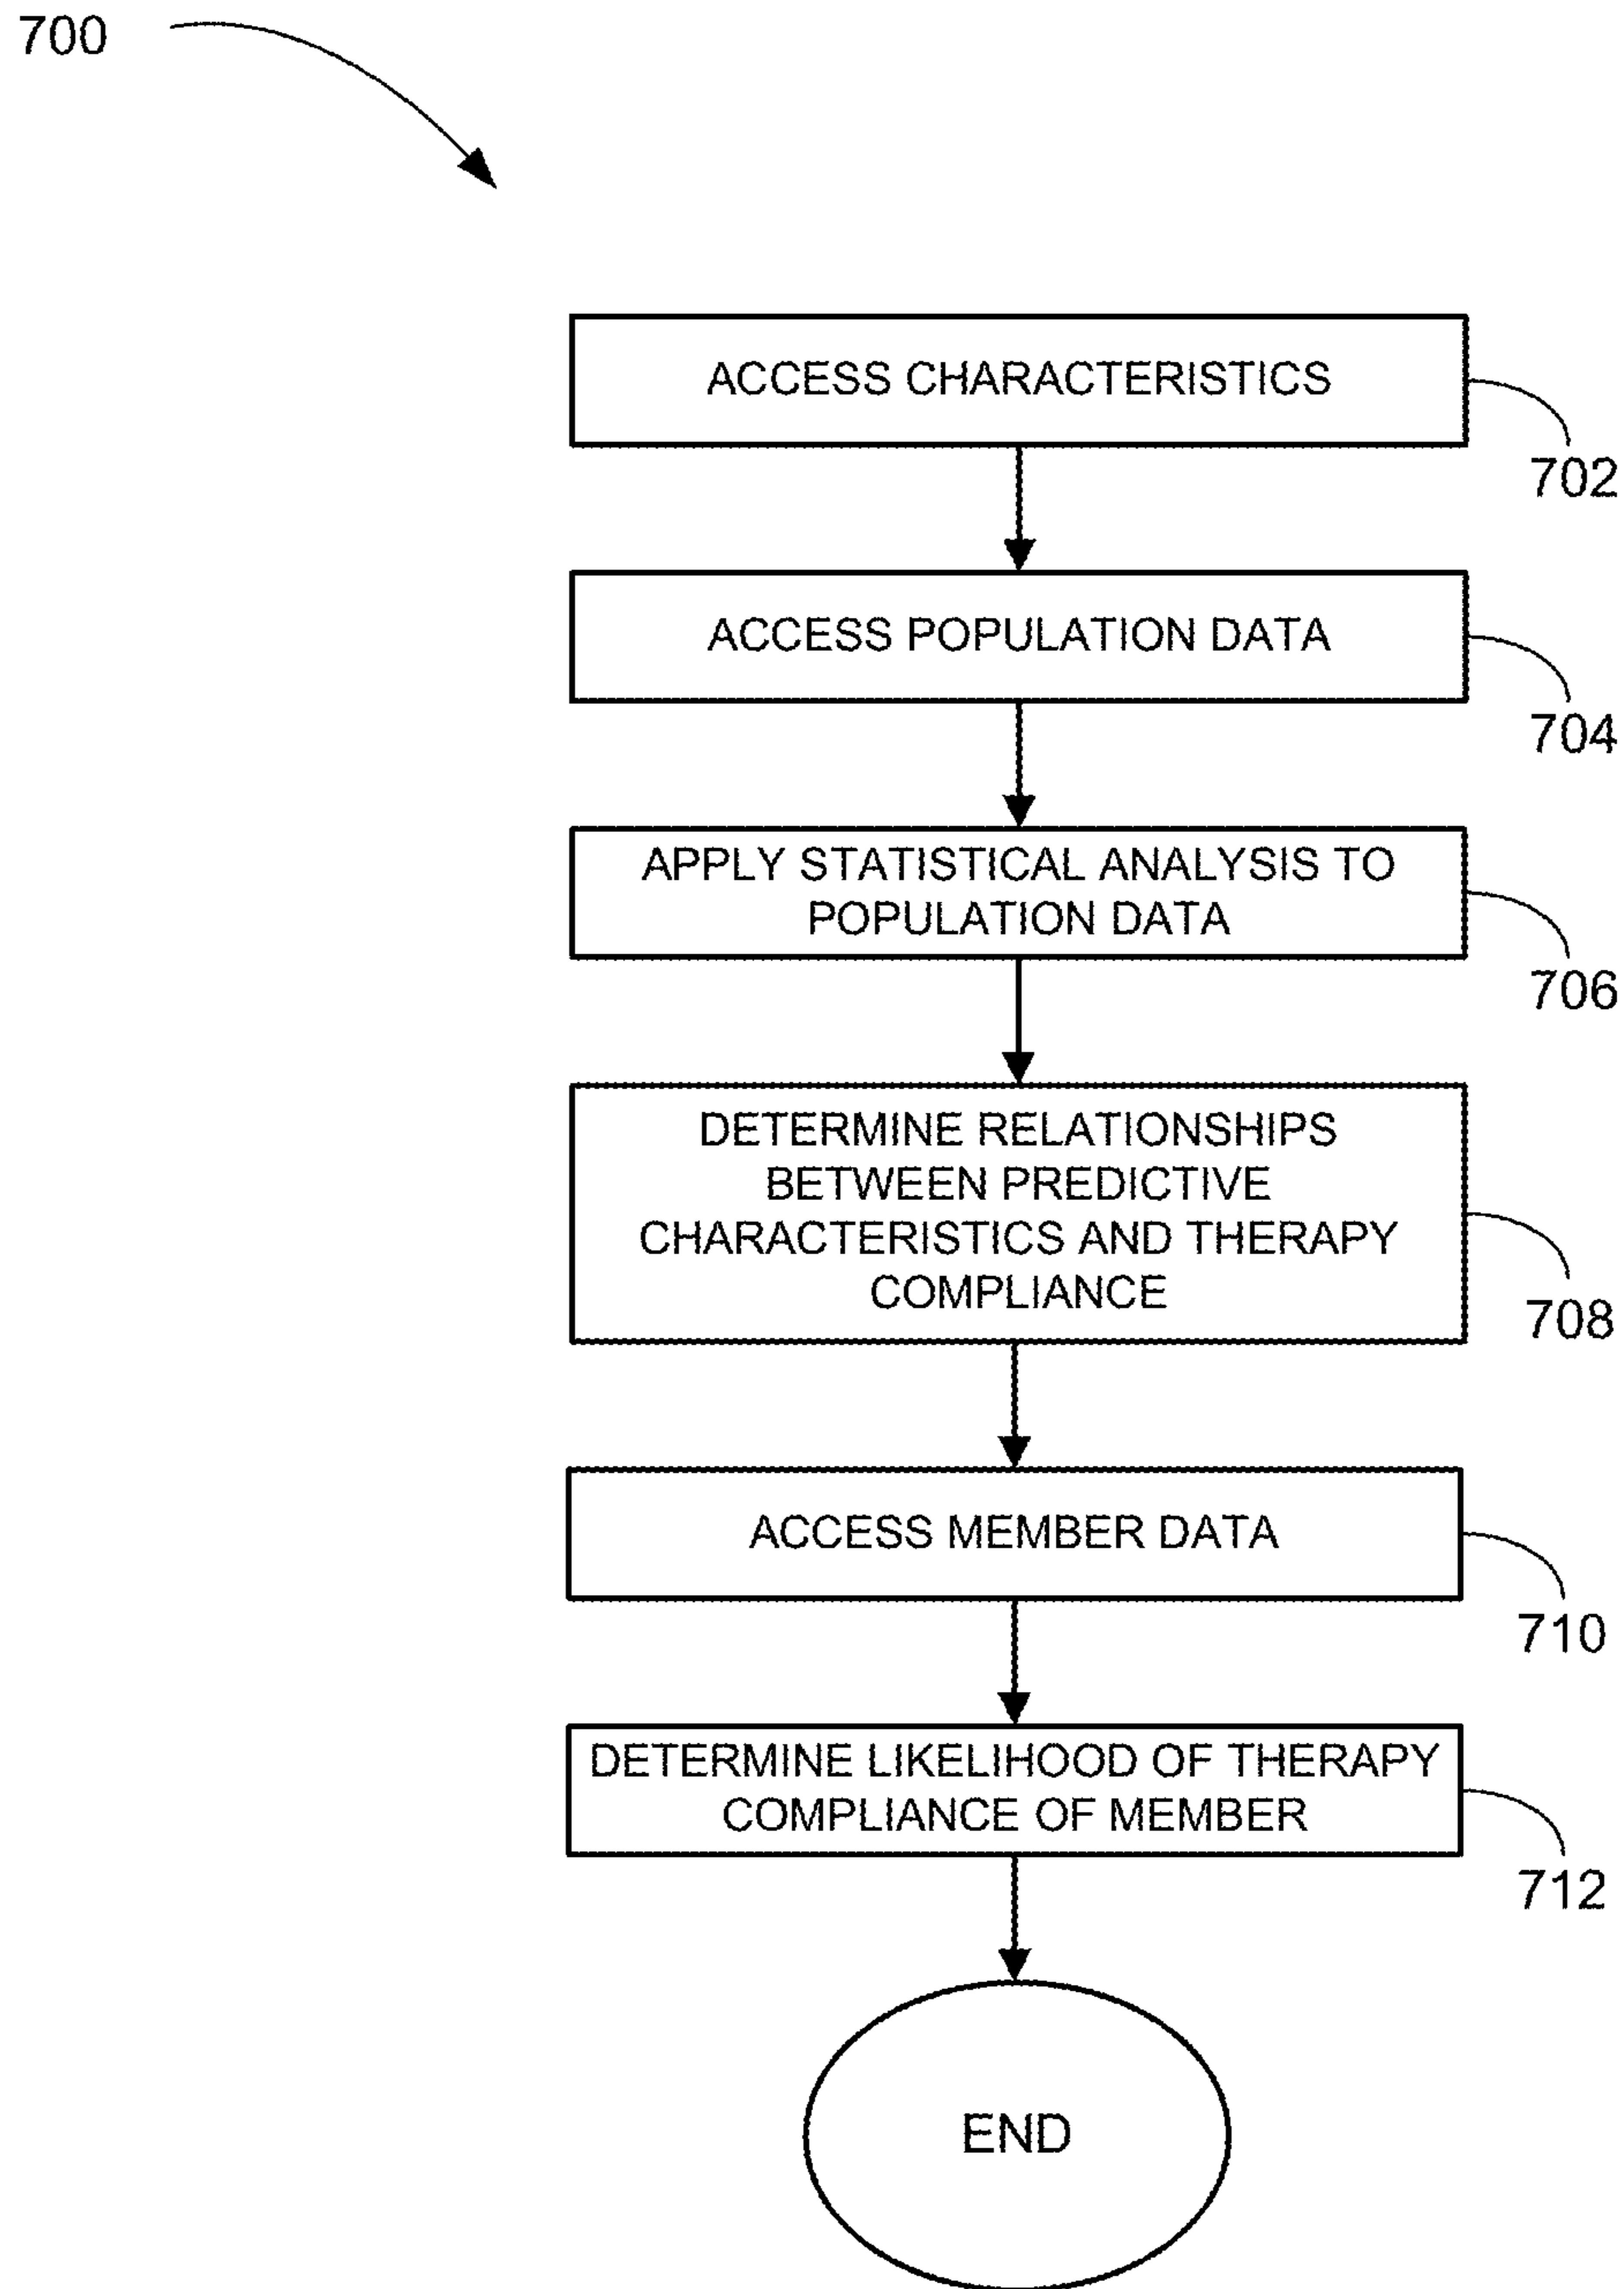 700
ACCESS CHARACTERISTICS
702
ACCESS POPULATION DATA
704
APPLY STATISTICAL ANALYSIS TO
POPULATION DATA
706
DETERMINE RELATIONSHIPS
BETWEEN PREDICTIVE
CHARACTERISTICS AND THERAPY
COMPLIANCE
708
ACCESS MEMBER DATA
710
DETERMINE LIKELIHOOD OF THERAPY
COMPLIANCE OF MEMBER
712
END